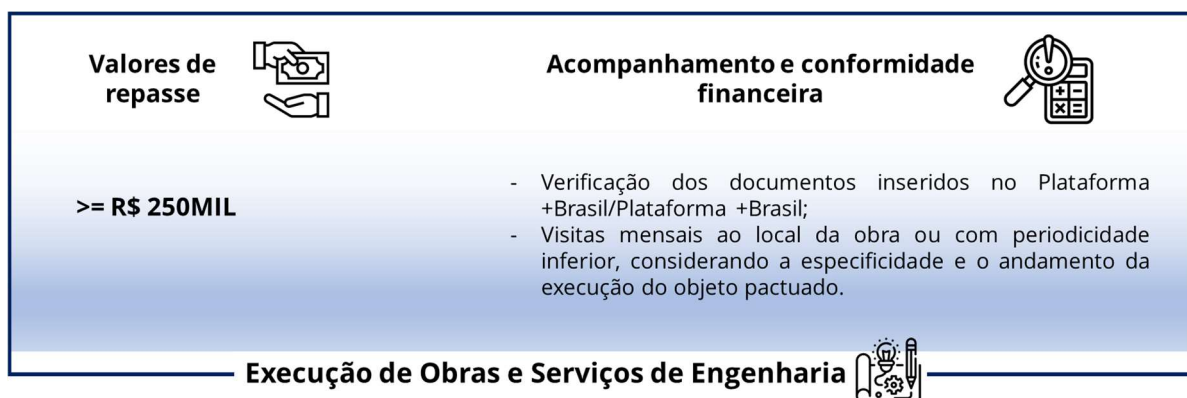 Valores de
repasse
Acompanhamento e conformidade
financeira
>= R$ 250MIL
- Verificação dos documentos inseridos no Plataforma
+Brasil/Plataforma +Brasil;
- Visitas mensais ao local da obra ou com periodicidade
inferior, considerando a especificidade e o andamento da
execução do objeto pactuado.
Execução de Obras e Serviços de Engenharia